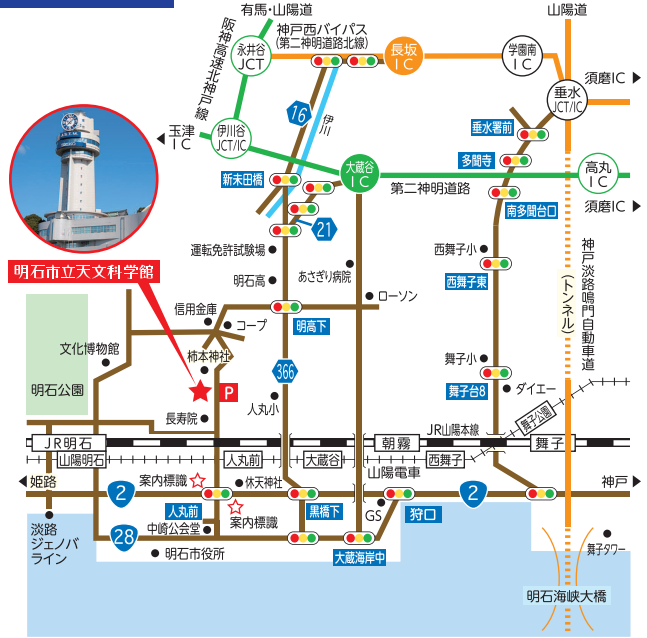 有馬・山陽道
山陽道
阪神高速北神戸線
永井谷
JCT
神戸西バイパス
(第二神明道路北線)
長坂
IC
学園南
IC
須磨IC
垂水
JCT/IC
玉津
IC
伊川谷
JCT/IC
16
伊川
垂水署前
多聞寺
新末田橋
大蔵谷
IC
第二神明道路
高丸
IC
南多聞台口
須磨IC
21
明石市立天文科学館
運転免許試験場
明石高
あさぎり病院
ローソン
西舞子小
西舞子東
神戸淡路鳴門自動車道
(トンネル)
信用金庫
コープ
明高下
文化博物館
柿本神社
366
舞子小
舞子台8
ダイエー
明石公園
P
人丸小
長寿院
舞子公園
JR山陽本線
JR明石
朝霧
舞子
山陽明石
人丸前
大蔵谷
西舞子
山陽電車
姫路
案内標識
休天神社
神戸
2
人丸前
黒橋下
GS
狩口
2
案内標識
淡路
ジェノバ
ライン
28
中崎公会堂
明石市役所
大蔵海岸中
舞子タワー
明石海峡大橋